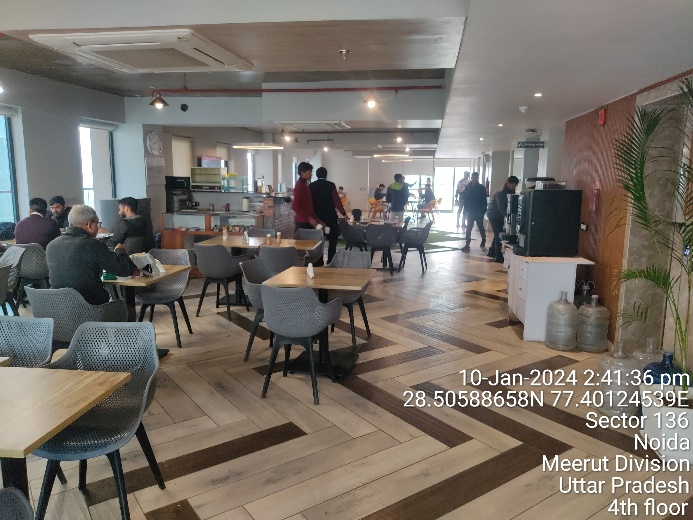 10-Jan-2024 2:41:36 pm
28.50588658N 77.40124539E
Sector 136
Noida
Meerut Division
Uttar Pradesh
4th floor